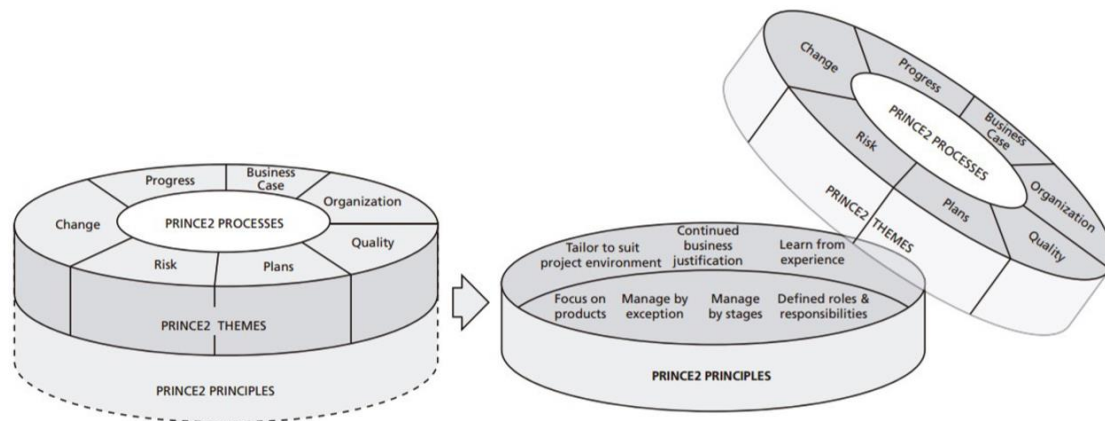 Progress
Business
Case
Organization
Change
PRINCE2 PROCESSES
Quality
Risk
Plans
PRINCE2 THEMES
PRINCE2 PRINCIPLES
Change
Progress
Business
Case
Organization
PRINCE2 PROCESSES
Risk
Plans
Quality
PRINCE2 THEMES
Tailor to suit
project environment
Continued
business
justification
Learn from
experience
Focus on
products
Manage by
exception
Manage
by stages
Defined roles &
responsibilities
PRINCE2 PRINCIPLES